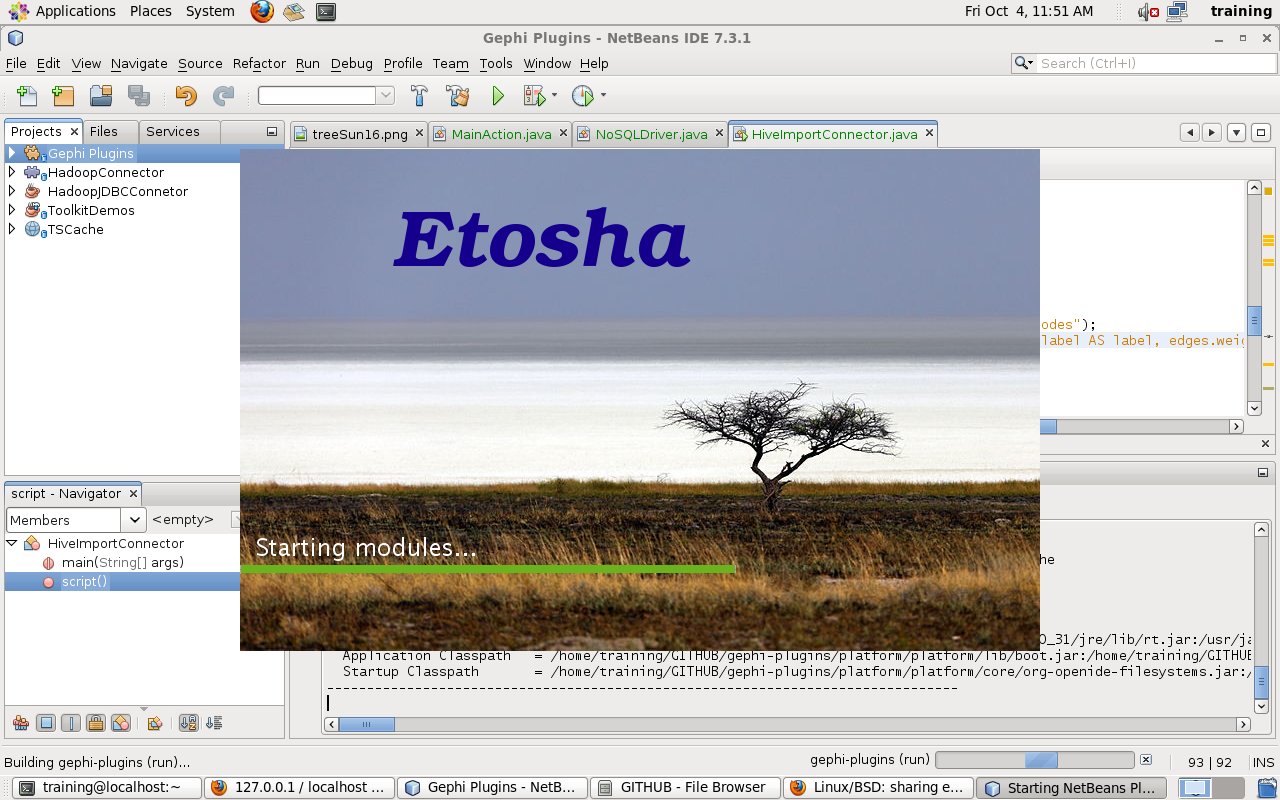 Applications Places System Fri Oct 4, 11:51 AM training
Gephi Plugins - NetBeans IDE 7.3.1
File Edit View Navigate Source Refactor Run Debug Profile Team Tools Window Help Search (Ctrl+I)
Projects Files Services treeSun16.png MainAction.java NoSQLDriver.java HiveImportConnector.java
Gephi Plugins
HadoopConnector
HadoopJDBCConnetor
ToolkitDemos
TSCache
Etosha
odes");
label AS label, edges.weig
script - Navigator
Members <empty>
HiveImportConnector
main(String[] args)
script()
Starting modules...
he
0_31/jre/lib/rt.jar:/usr/ja
Application Classpath = /home/training/GITHUB/gephi-plugins/platform/platform/lib/boot.jar:/home/training/GITHUB
Startup Classpath = /home/training/GITHUB/gephi-plugins/platform/platform/core/org-openide-filesystems.jar:/
Building gephi-plugins (run)... gephi-plugins (run) 93 | 92 INS
training@localhost:~ 127.0.0.1 / localhost ... Gephi Plugins - NetB... GITHUB - File Browser Linux/BSD: sharing e... Starting NetBeans Pl...